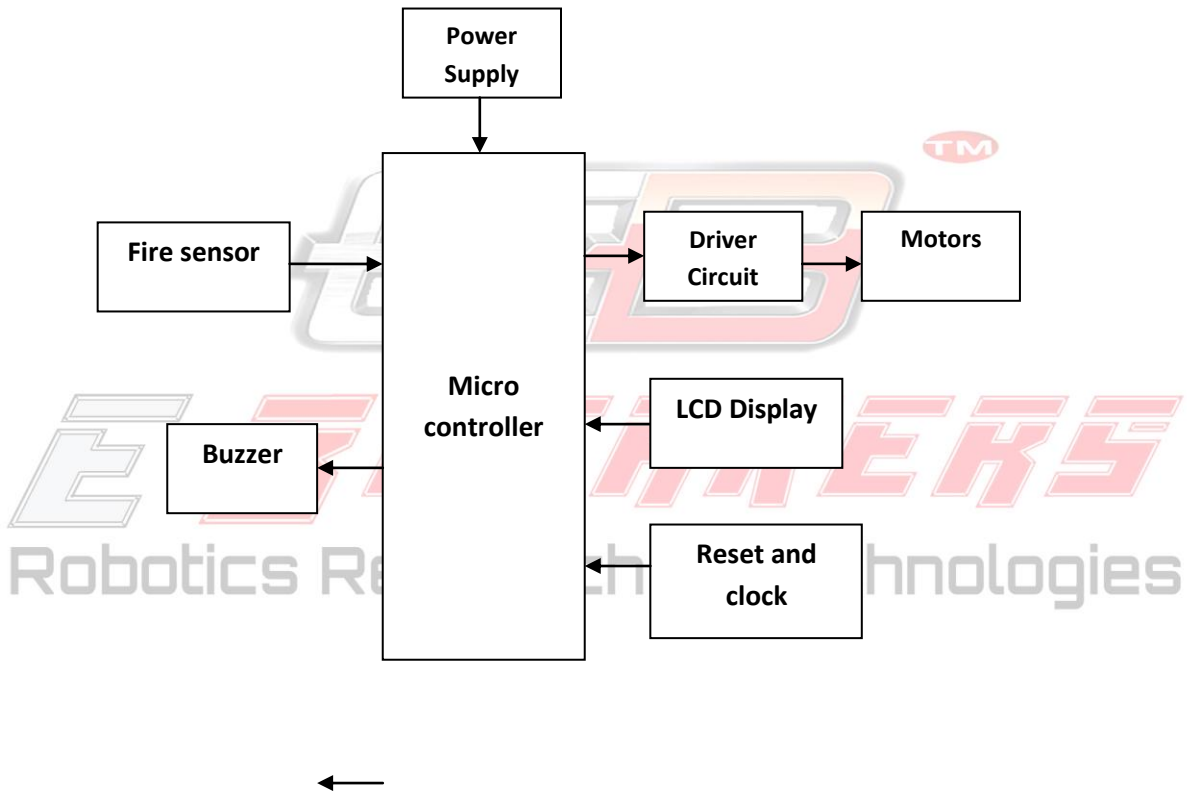 Power
Supply
TM
Fire sensor
Driver
Circuit
Motors
Micro
controller
LCD Display
Buzzer
Reset and
clock
Robotics Re ch hnologies